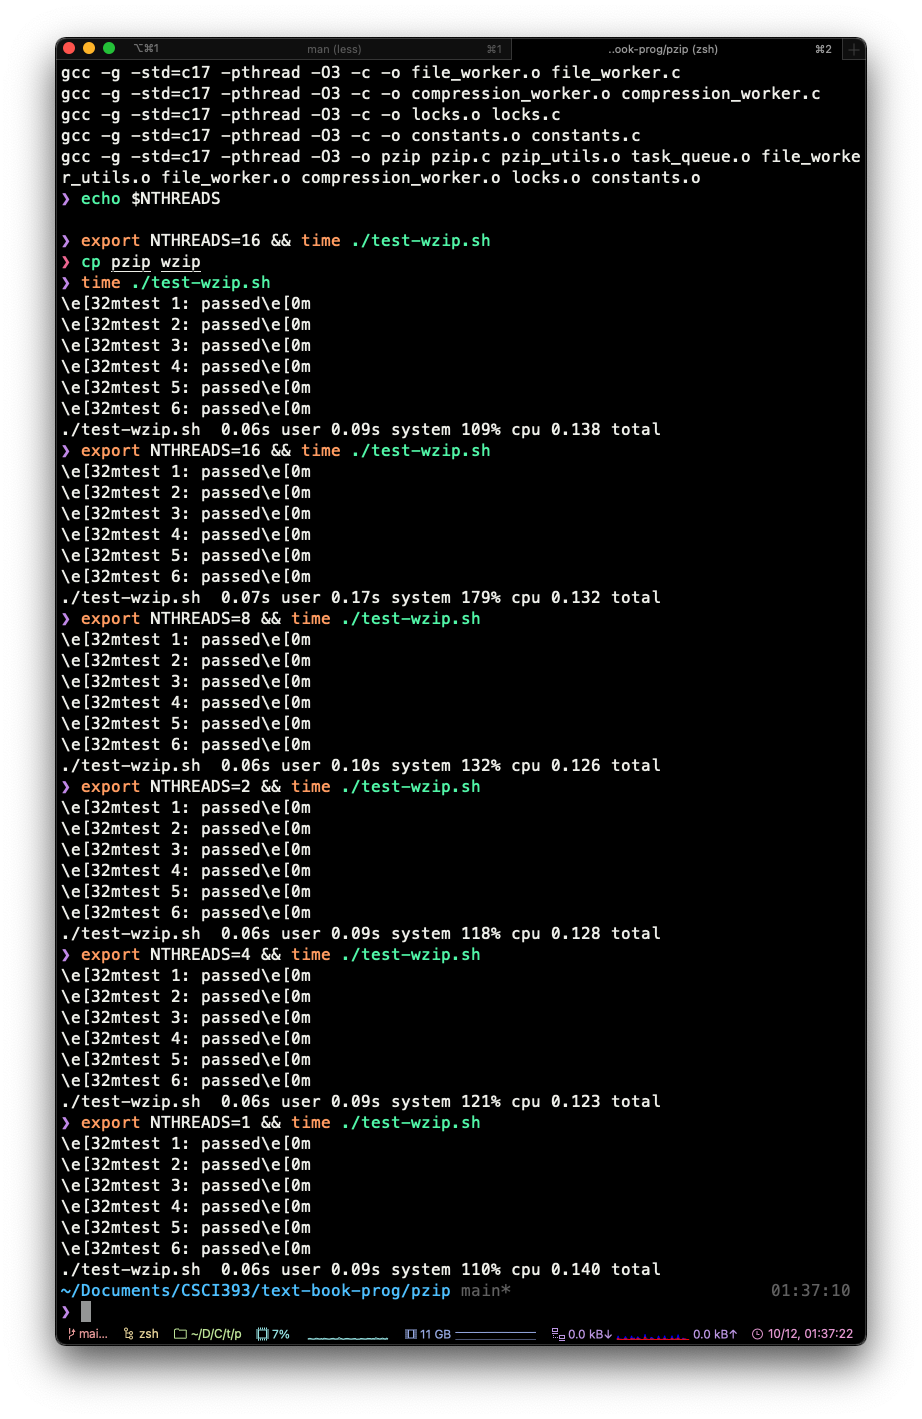 ⌥⌘1 man (less) ⌘1 ..ook-prog/pzip (zsh) ⌘2 +
gcc -g -std=c17 -pthread -O3 -c -o file_worker.o file_worker.c
gcc -g -std=c17 -pthread -O3 -c -o compression_worker.o compression_worker.c
gcc -g -std=c17 -pthread -O3 -c -o locks.o locks.c
gcc -g -std=c17 -pthread -O3 -c -o constants.o constants.c
gcc -g -std=c17 -pthread -O3 -o pzip pzip.c pzip_utils.o task_queue.o file_worke
r_utils.o file_worker.o compression_worker.o locks.o constants.o
❯ echo $NTHREADS
❯ export NTHREADS=16 && time ./test-wzip.sh
❯ cp pzip wzip
❯ time ./test-wzip.sh
\e[32mtest 1: passed\e[0m
\e[32mtest 2: passed\e[0m
\e[32mtest 3: passed\e[0m
\e[32mtest 4: passed\e[0m
\e[32mtest 5: passed\e[0m
\e[32mtest 6: passed\e[0m
./test-wzip.sh  0.06s user 0.09s system 109% cpu 0.138 total
❯ export NTHREADS=16 && time ./test-wzip.sh
\e[32mtest 1: passed\e[0m
\e[32mtest 2: passed\e[0m
\e[32mtest 3: passed\e[0m
\e[32mtest 4: passed\e[0m
\e[32mtest 5: passed\e[0m
\e[32mtest 6: passed\e[0m
./test-wzip.sh  0.07s user 0.17s system 179% cpu 0.132 total
❯ export NTHREADS=8 && time ./test-wzip.sh
\e[32mtest 1: passed\e[0m
\e[32mtest 2: passed\e[0m
\e[32mtest 3: passed\e[0m
\e[32mtest 4: passed\e[0m
\e[32mtest 5: passed\e[0m
\e[32mtest 6: passed\e[0m
./test-wzip.sh  0.06s user 0.10s system 132% cpu 0.126 total
❯ export NTHREADS=2 && time ./test-wzip.sh
\e[32mtest 1: passed\e[0m
\e[32mtest 2: passed\e[0m
\e[32mtest 3: passed\e[0m
\e[32mtest 4: passed\e[0m
\e[32mtest 5: passed\e[0m
\e[32mtest 6: passed\e[0m
./test-wzip.sh  0.06s user 0.09s system 118% cpu 0.128 total
❯ export NTHREADS=4 && time ./test-wzip.sh
\e[32mtest 1: passed\e[0m
\e[32mtest 2: passed\e[0m
\e[32mtest 3: passed\e[0m
\e[32mtest 4: passed\e[0m
\e[32mtest 5: passed\e[0m
\e[32mtest 6: passed\e[0m
./test-wzip.sh  0.06s user 0.09s system 121% cpu 0.123 total
❯ export NTHREADS=1 && time ./test-wzip.sh
\e[32mtest 1: passed\e[0m
\e[32mtest 2: passed\e[0m
\e[32mtest 3: passed\e[0m
\e[32mtest 4: passed\e[0m
\e[32mtest 5: passed\e[0m
\e[32mtest 6: passed\e[0m
./test-wzip.sh  0.06s user 0.09s system 110% cpu 0.140 total
~/Documents/CSCI393/text-book-prog/pzip main* 01:37:10
❯
mai... zsh ~/D/C/t/p 7% 11 GB 0.0 kB↓ 0.0 kB↑ 10/12, 01:37:22